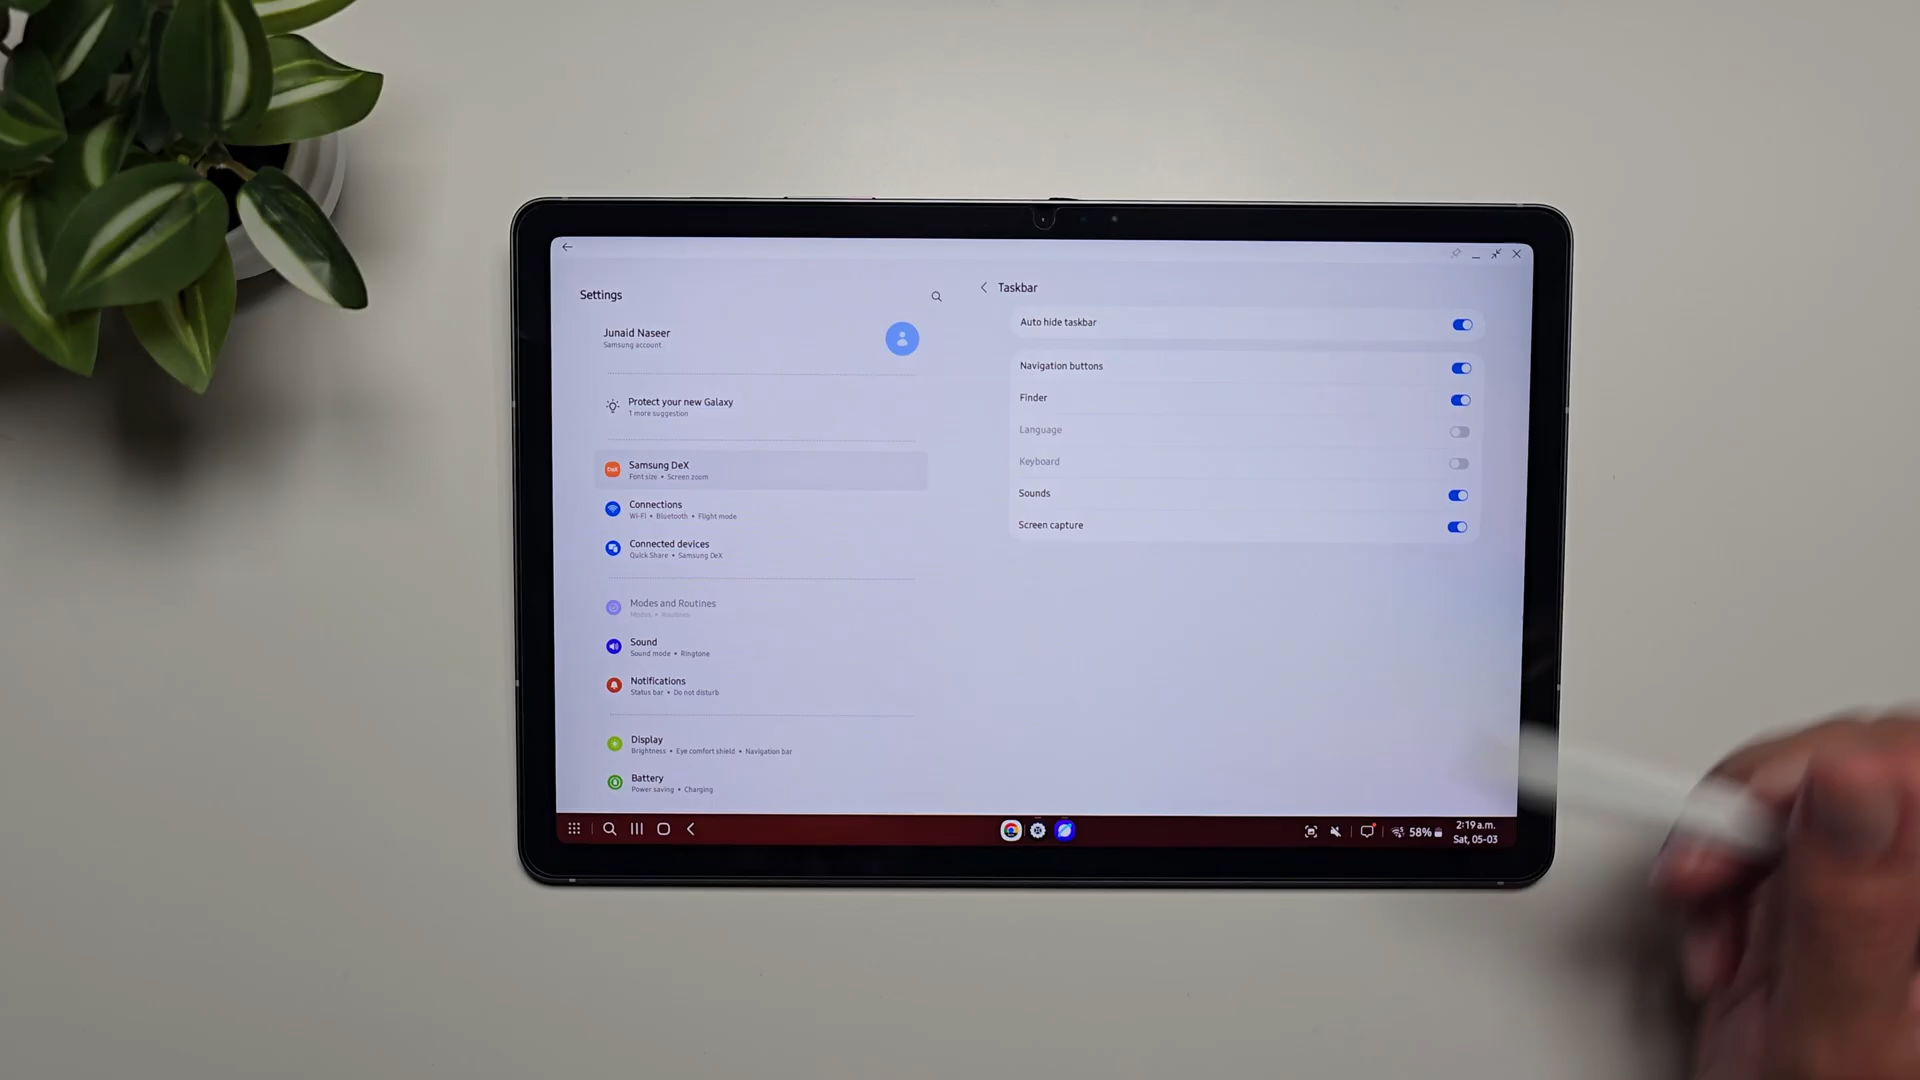 Settings
Junaid Naseer
Samsung account
Protect your new Galaxy
1 more suggestion
DeX
Samsung DeX
Font size • Screen zoom
Connections
Wi-Fi • Bluetooth • Flight mode
Connected devices
Quick Share • Samsung DeX
Modes and Routines
Modes • Routines
Sound
Sound mode • Ringtone
Notifications
Status bar • Do not disturb
Display
Brightness • Eye comfort shield • Navigation bar
Battery
Power saving • Charging
Taskbar
Auto hide taskbar
Navigation buttons
Finder
Language
Keyboard
Sounds
Screen capture
58%
2:19 a.m.
Sat, 05-03